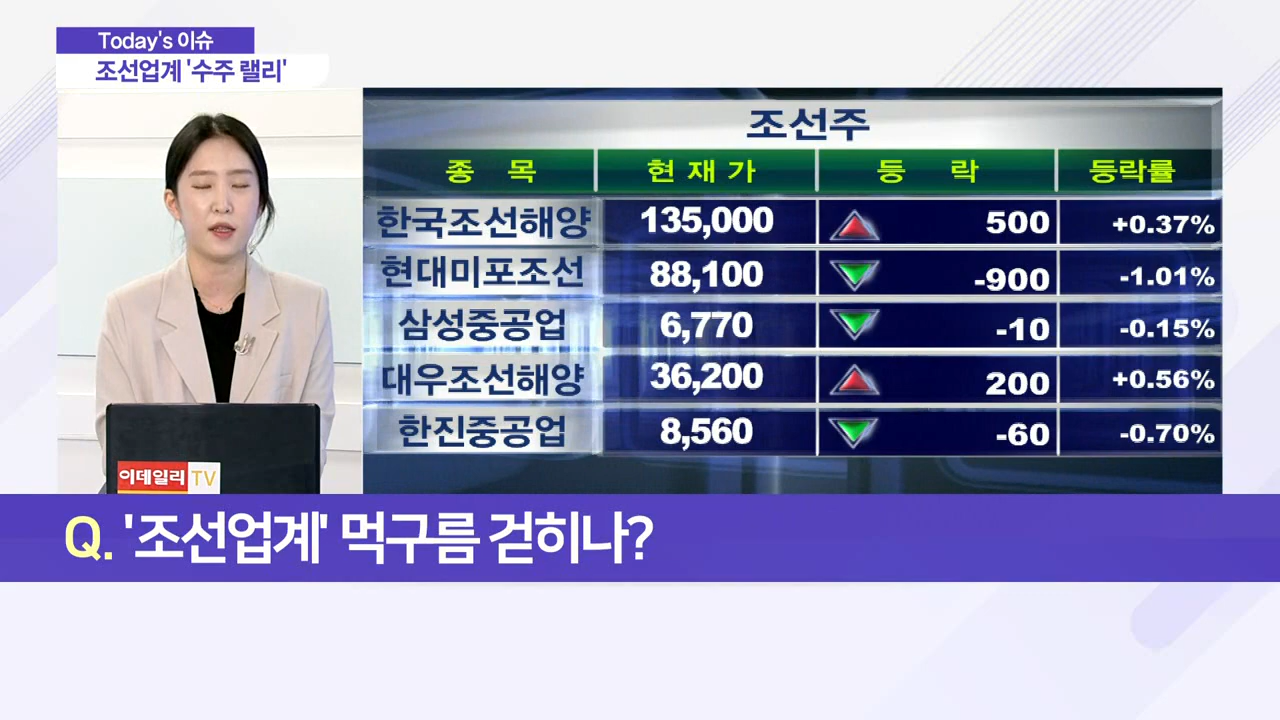 Today's 이슈
조선업계 '수주 랠리'
조선주
종 목 현재가 등 락 등락률
한국조선해양 135,000 500 +0.37%
현대미포조선 88,100 -900 -1.01%
삼성중공업 6,770 -10 -0.15%
대우조선해양 36,200 200 +0.56%
한진중공업 8,560 -60 -0.70%
이데일리 TV
Q. '조선업계' 먹구름 걷히나?